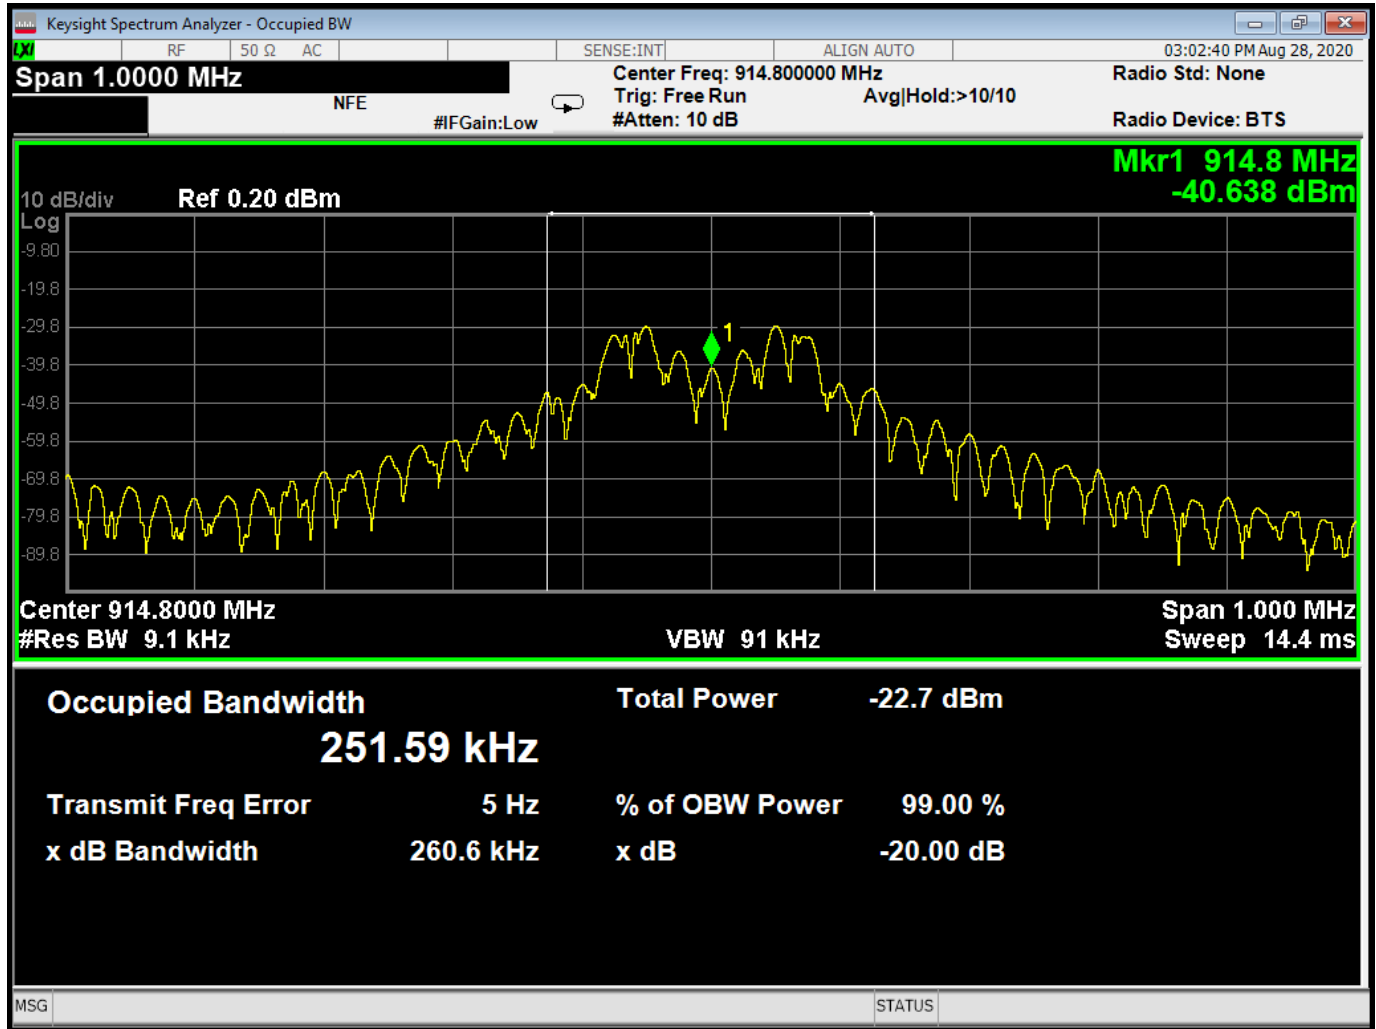 Keysight Spectrum Analyzer - Occupied BW
LXI RF 50 Ω AC SENSE:INT ALIGN AUTO 03:02:40 PM Aug 28, 2020
Span 1.0000 MHz
Center Freq: 914.800000 MHz
Radio Std: None
NFE
Trig: Free Run
Avg|Hold:>10/10
#IFGain:Low
#Atten: 10 dB
Radio Device: BTS
Mkr1 914.8 MHz
-40.638 dBm
10 dB/div
Ref 0.20 dBm
Log
-9.80
-19.8
-29.8
1
-39.8
-49.8
-59.8
-69.8
-79.8
-89.8
Center 914.8000 MHz
Span 1.000 MHz
#Res BW 9.1 kHz
VBW 91 kHz
Sweep 14.4 ms
Occupied Bandwidth
Total Power -22.7 dBm
251.59 kHz
Transmit Freq Error 5 Hz
% of OBW Power 99.00 %
x dB Bandwidth 260.6 kHz
x dB -20.00 dB
MSG
STATUS